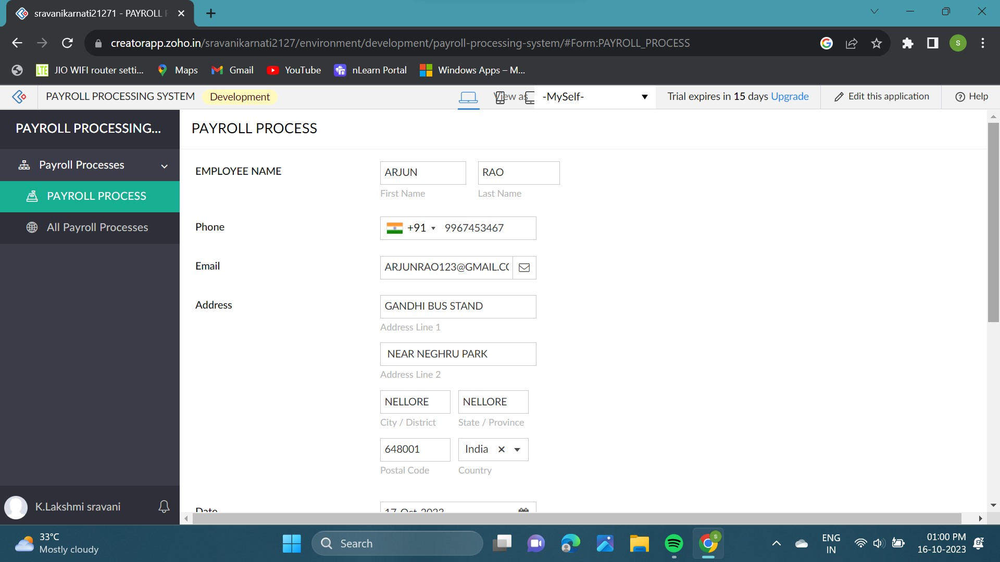 sravanikarnati21271 - PAYROLL
creatorapp.zoho.in/sravanikarnati2127/environment/development/payroll-processing-system/#Form:PAYROLL_PROCESS
S
LTE JIO WIFI router setti... Maps Gmail YouTube nLearn Portal Windows Apps – M...
PAYROLL PROCESSING SYSTEM Development View as -MySelf- Trial expires in 15 days Upgrade Edit this application Help
PAYROLL PROCESSING...
Payroll Processes
PAYROLL PROCESS
All Payroll Processes
K.Lakshmi sravani
PAYROLL PROCESS
EMPLOYEE NAME ARJUN RAO
First Name Last Name
Phone +91 9967453467
Email ARJUNRAO123@GMAIL.CO
Address GANDHI BUS STAND
Address Line 1
NEAR NEGHRU PARK
Address Line 2
NELLORE NELLORE
City / District State / Province
648001 India
Postal Code Country
Date 17-Oct-2023
33°C
Mostly cloudy
Search
S
ENG
IN
01:00 PM
16-10-2023